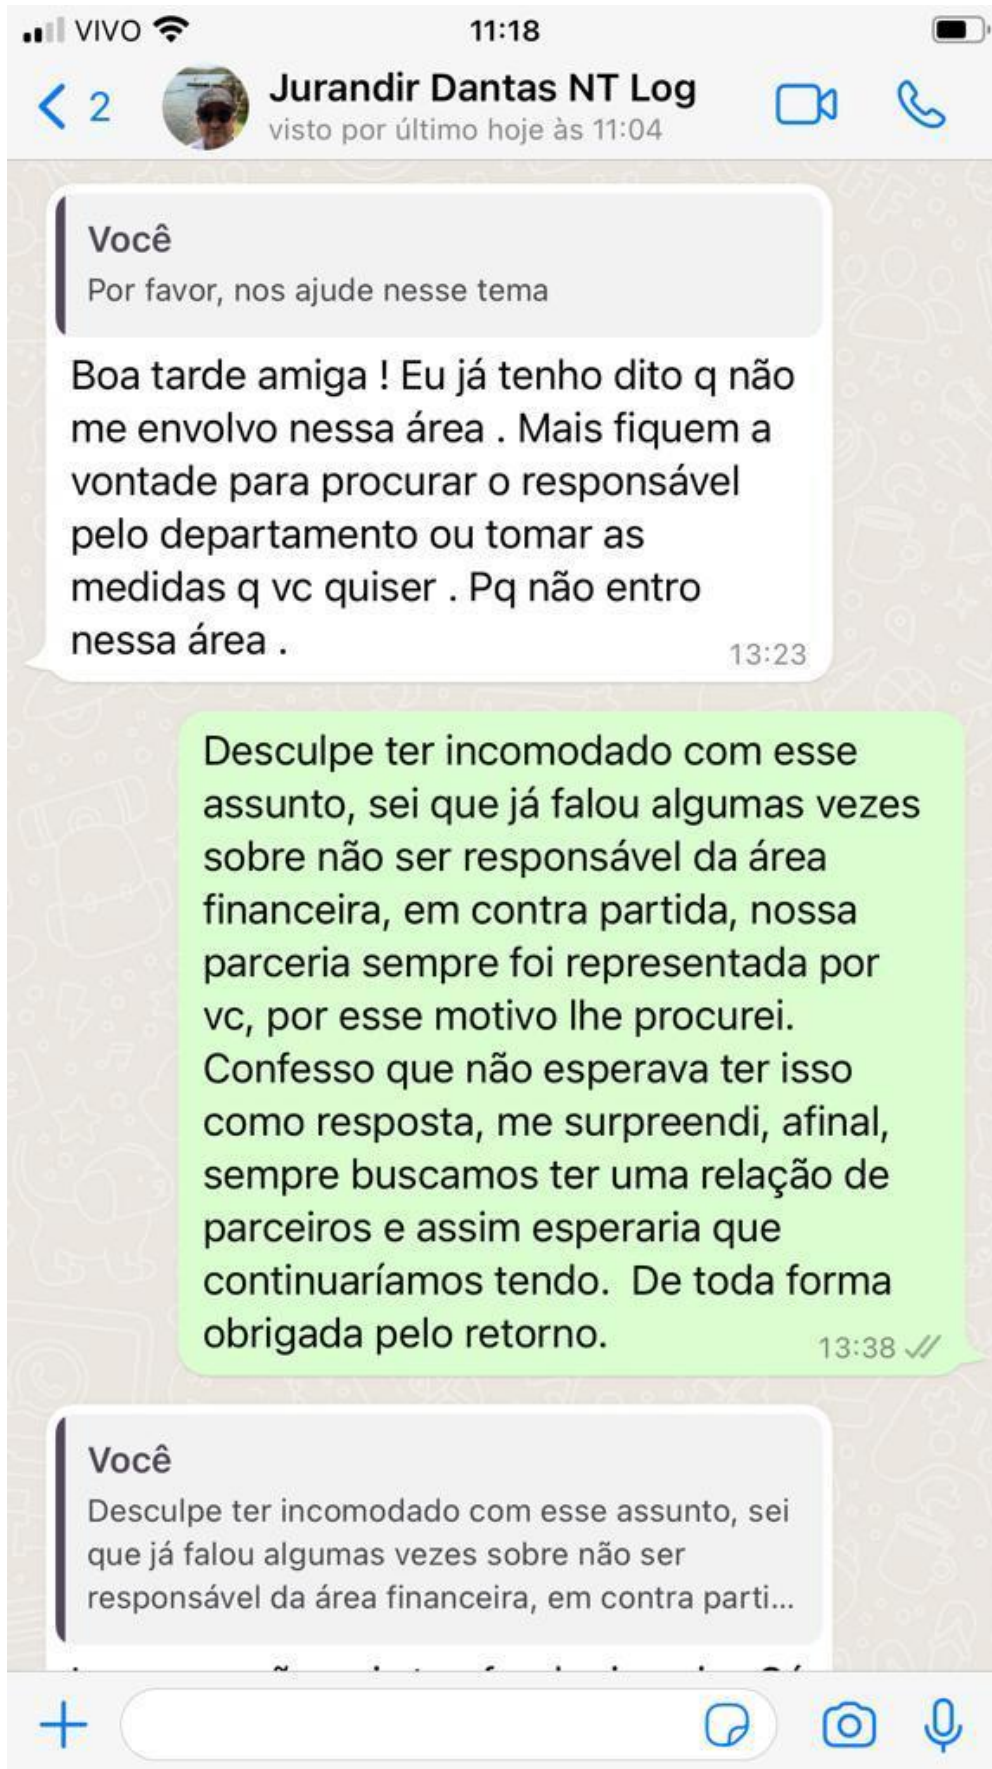 VIVO
11:18
2
Jurandir Dantas NT Log
visto por último hoje às 11:04
Você
Por favor, nos ajude nesse tema
Boa tarde amiga ! Eu já tenho dito q não
me envolvo nessa área . Mais fiquem a
vontade para procurar o responsável
pelo departamento ou tomar as
medidas q vc quiser . Pq não entro
nessa área .
13:23
Desculpe ter incomodado com esse
assunto, sei que já falou algumas vezes
sobre não ser responsável da área
financeira, em contra partida, nossa
parceria sempre foi representada por
vc, por esse motivo lhe procurei.
Confesso que não esperava ter isso
como resposta, me surpreendi, afinal,
sempre buscamos ter uma relação de
parceiros e assim esperaria que
continuaríamos tendo.  De toda forma
obrigada pelo retorno.
13:38
Você
Desculpe ter incomodado com esse assunto, sei
que já falou algumas vezes sobre não ser
responsável da área financeira, em contra parti...